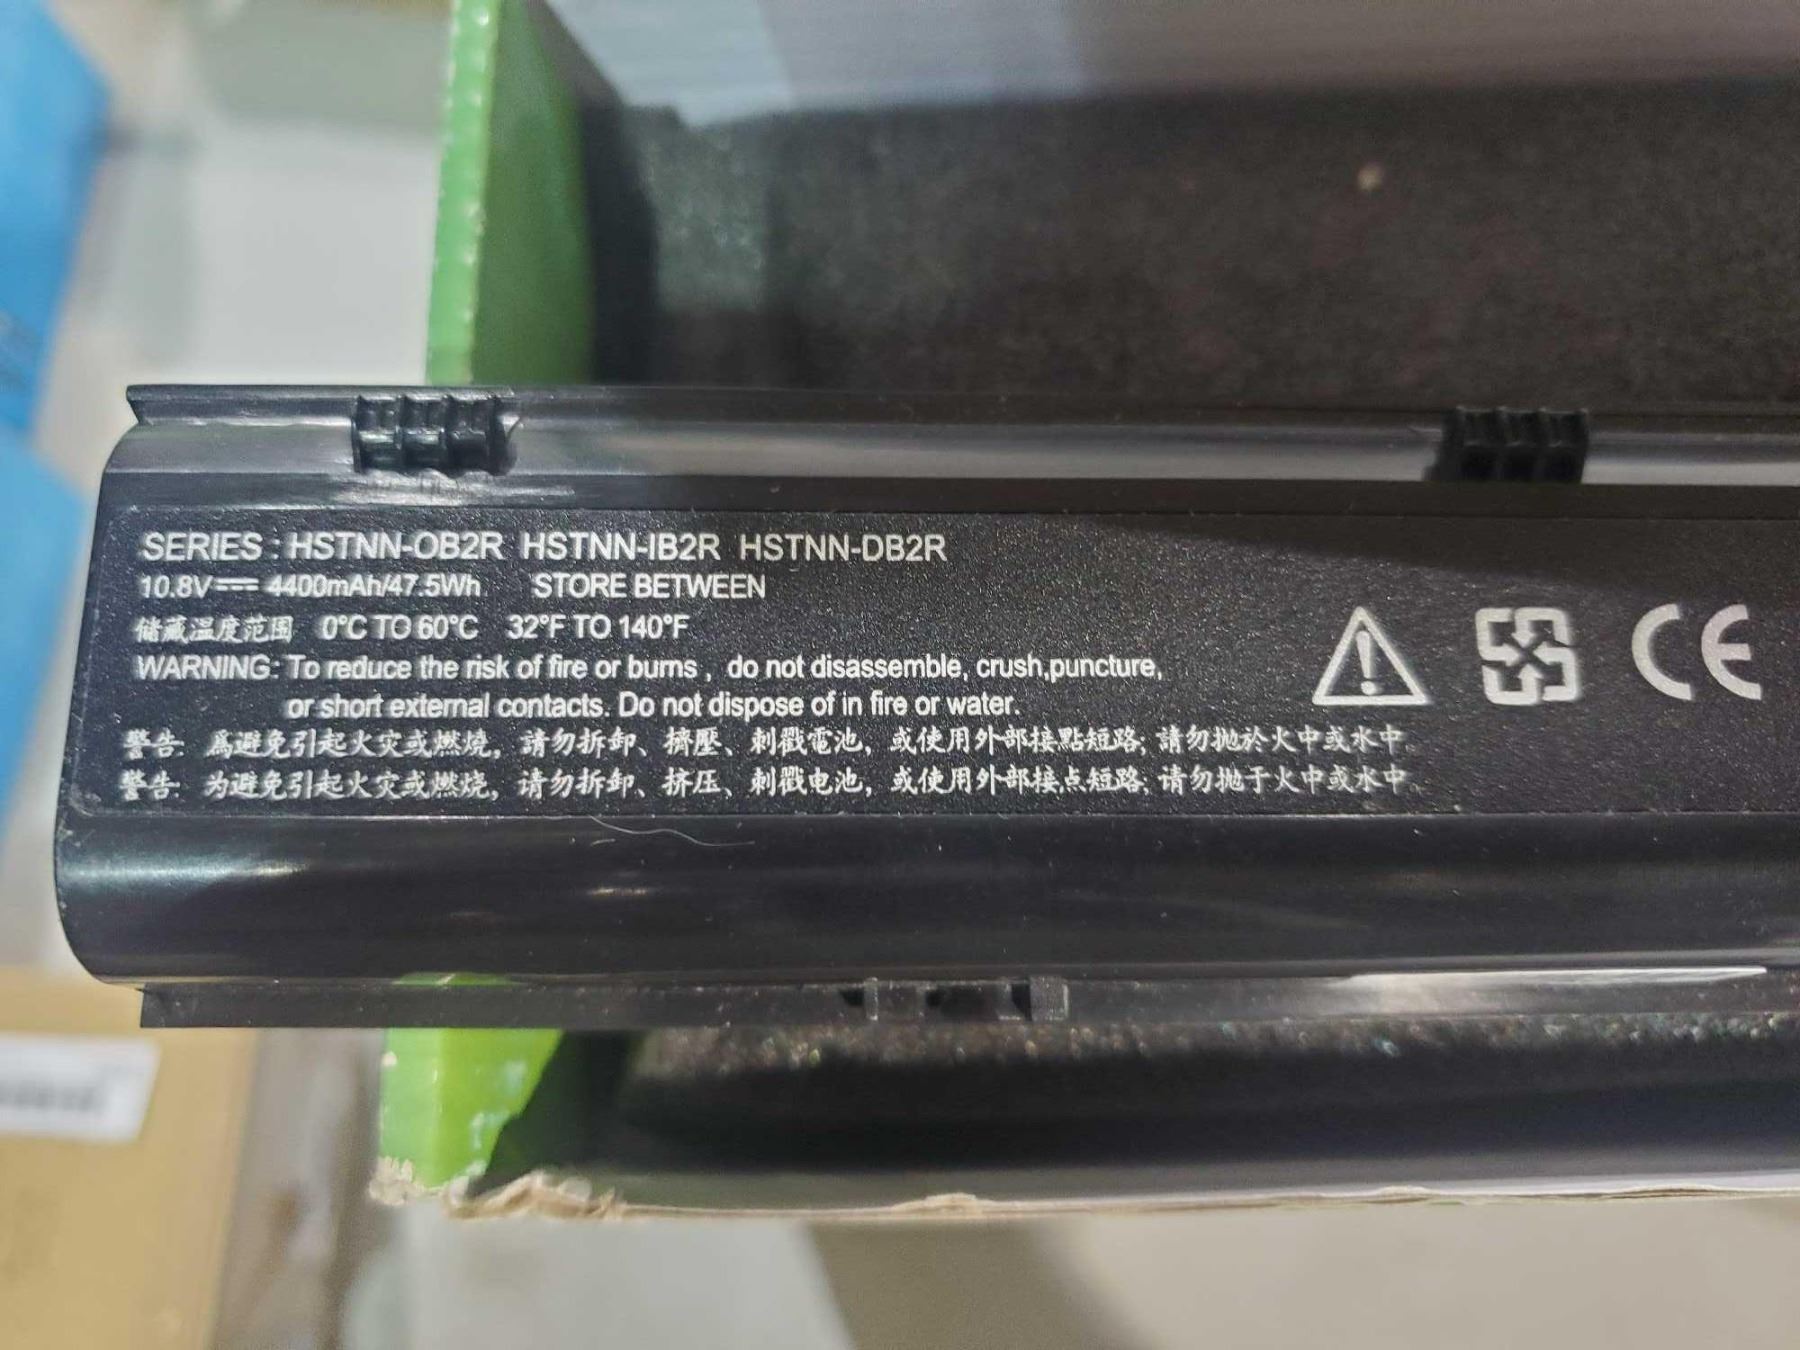 SERIES : HSTNN-OB2R HSTNN-IB2R HSTNN-DB2R
10.8V⎓ 4400mAh/47.5Wh STORE BETWEEN
储藏温度范围 0°C TO 60°C 32°F TO 140°F
WARNING: To reduce the risk of fire or burns , do not disassemble, crush,puncture,
or short external contacts. Do not dispose of in fire or water.
警告: 爲避免引起火灾或燃燒, 請勿拆卸、擠壓、刺戳電池, 或使用外部接點短路; 請勿抛於火中或水中.
警告: 为避免引起火灾或燃烧, 请勿拆卸、挤压、刺戳电池, 或使用外部接点短路; 请勿抛于火中或水中.
CE